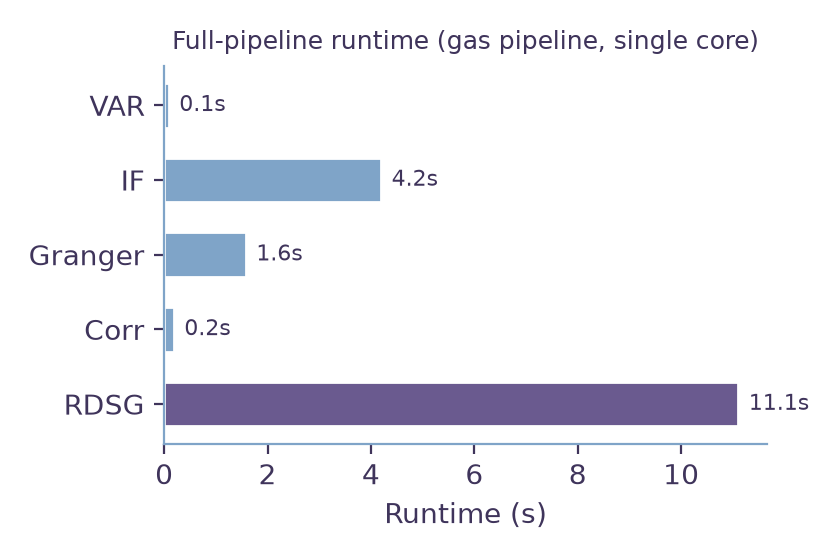 Full-pipeline runtime (gas pipeline, single core)
VAR 0.1s
IF 4.2s
Granger 1.6s
Corr 0.2s
RDSG 11.1s
0 2 4 6 8 10
Runtime (s)